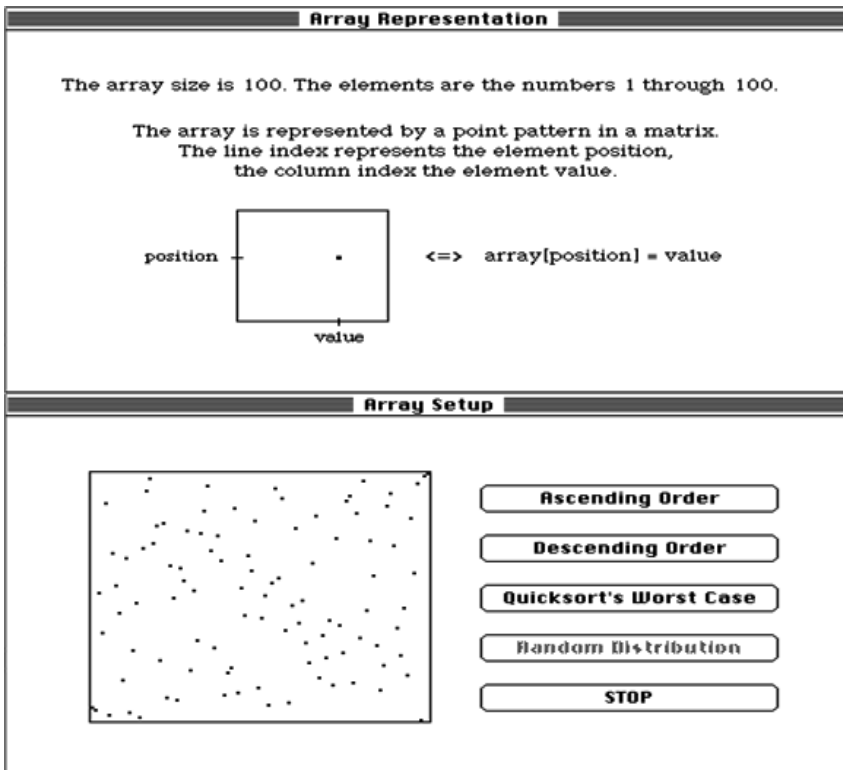 Array Representation
The array size is 100. The elements are the numbers 1 through 100.
The array is represented by a point pattern in a matrix.
The line index represents the element position,
the column index the element value.
position <=> array[position] = value
value
Array Setup
Ascending Order
Descending Order
Quicksort's Worst Case
Random Distribution
STOP